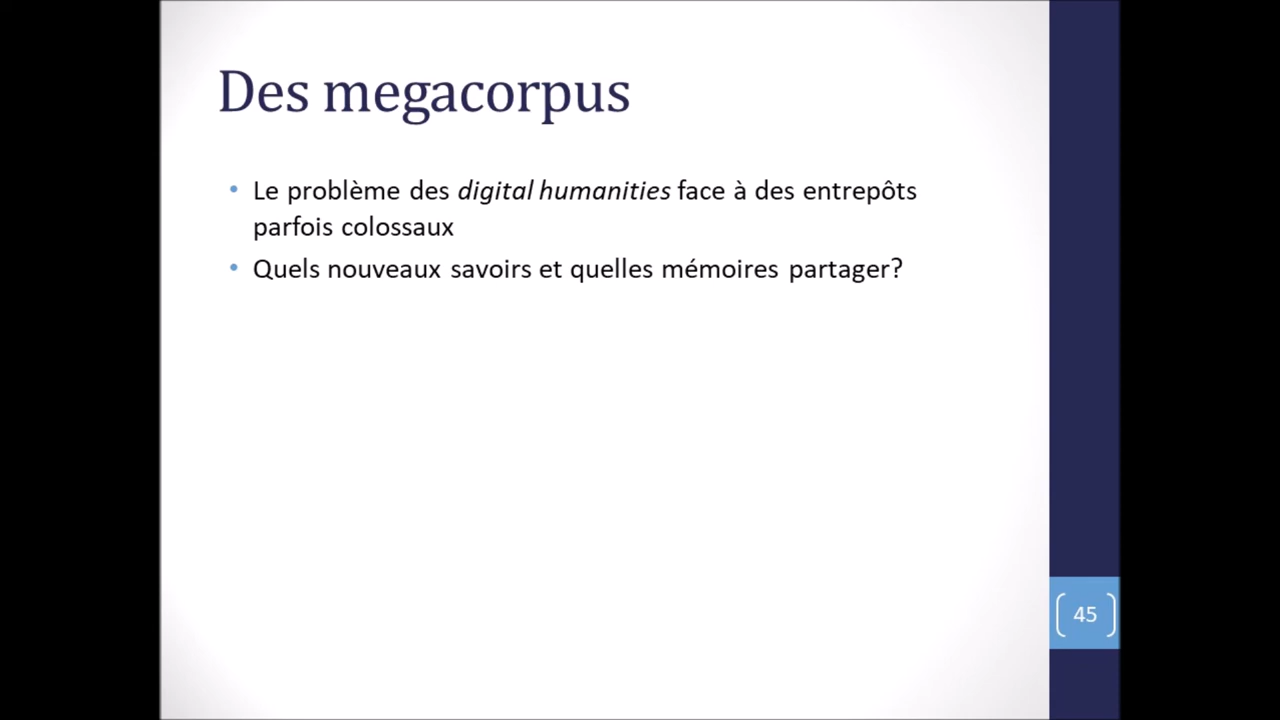 Des megacorpus
• Le problème des digital humanities face à des entrepôts
parfois colossaux
• Quels nouveaux savoirs et quelles mémoires partager?
45